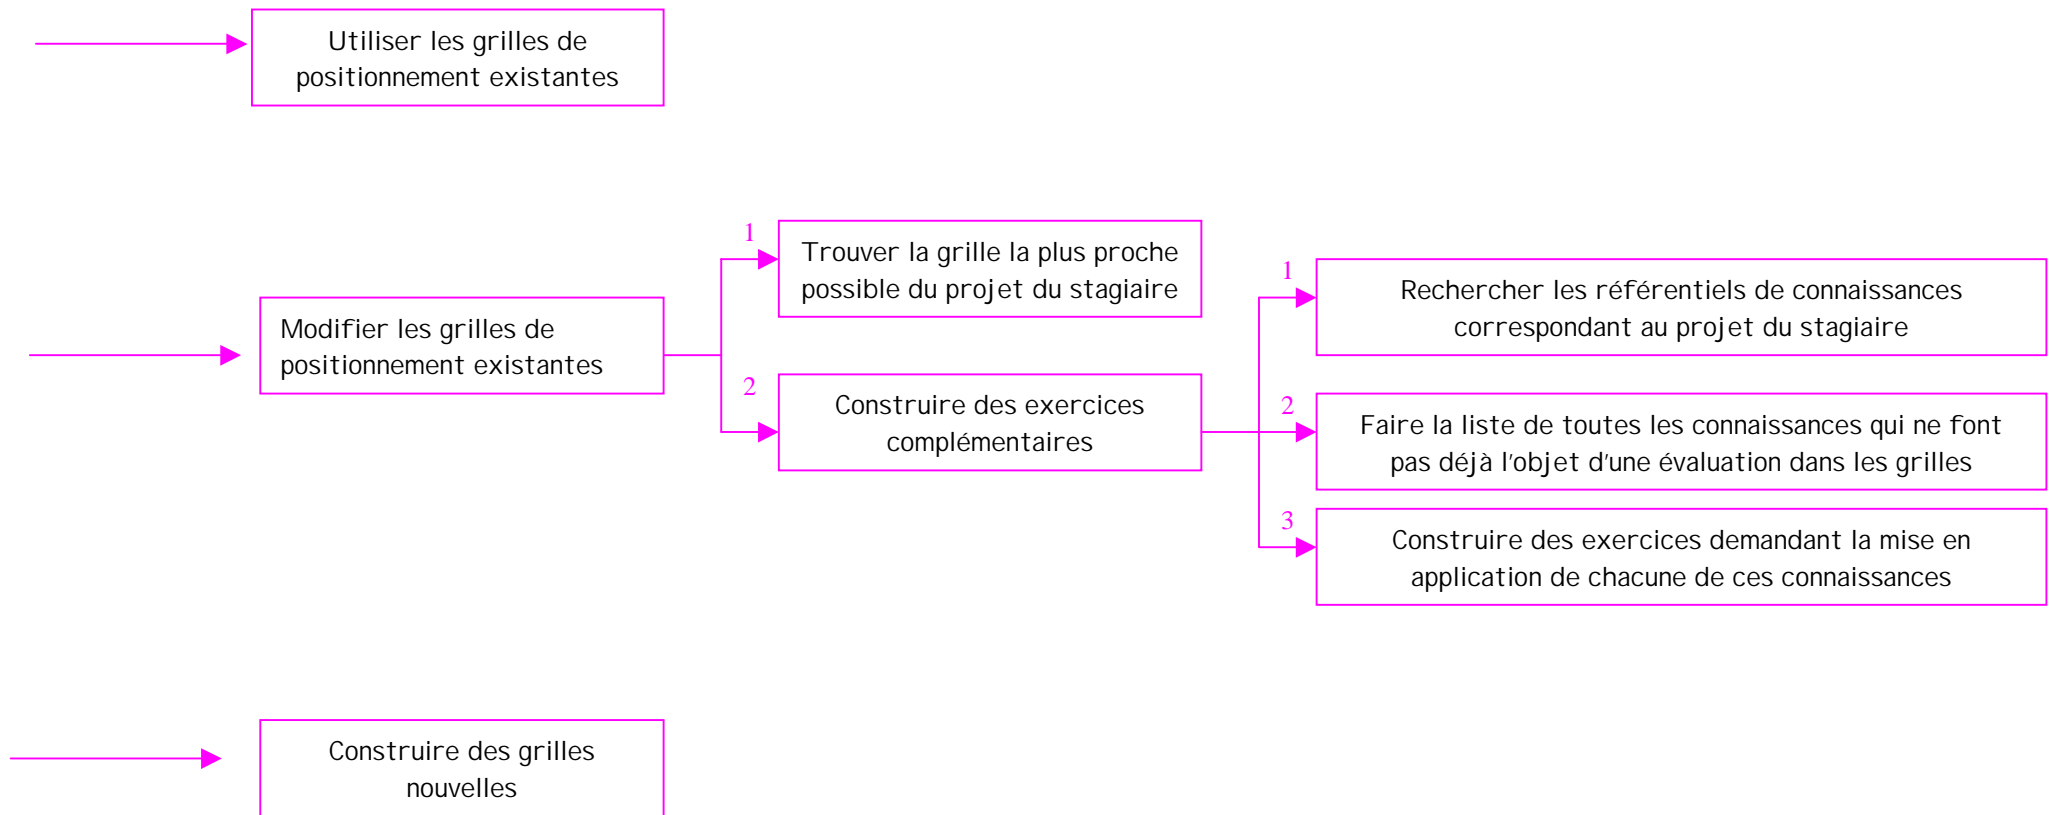 Utiliser les grilles de
positionnement existantes
1
Trouver la grille la plus proche
possible du projet du stagiaire
1
Rechercher les référentiels de connaissances
correspondant au projet du stagiaire
Modifier les grilles de
positionnement existantes
2
Construire des exercices
complémentaires
2
Faire la liste de toutes les connaissances qui ne font
pas déjà l'objet d'une évaluation dans les grilles
3
Construire des exercices demandant la mise en
application de chacune de ces connaissances
Construire des grilles
nouvelles